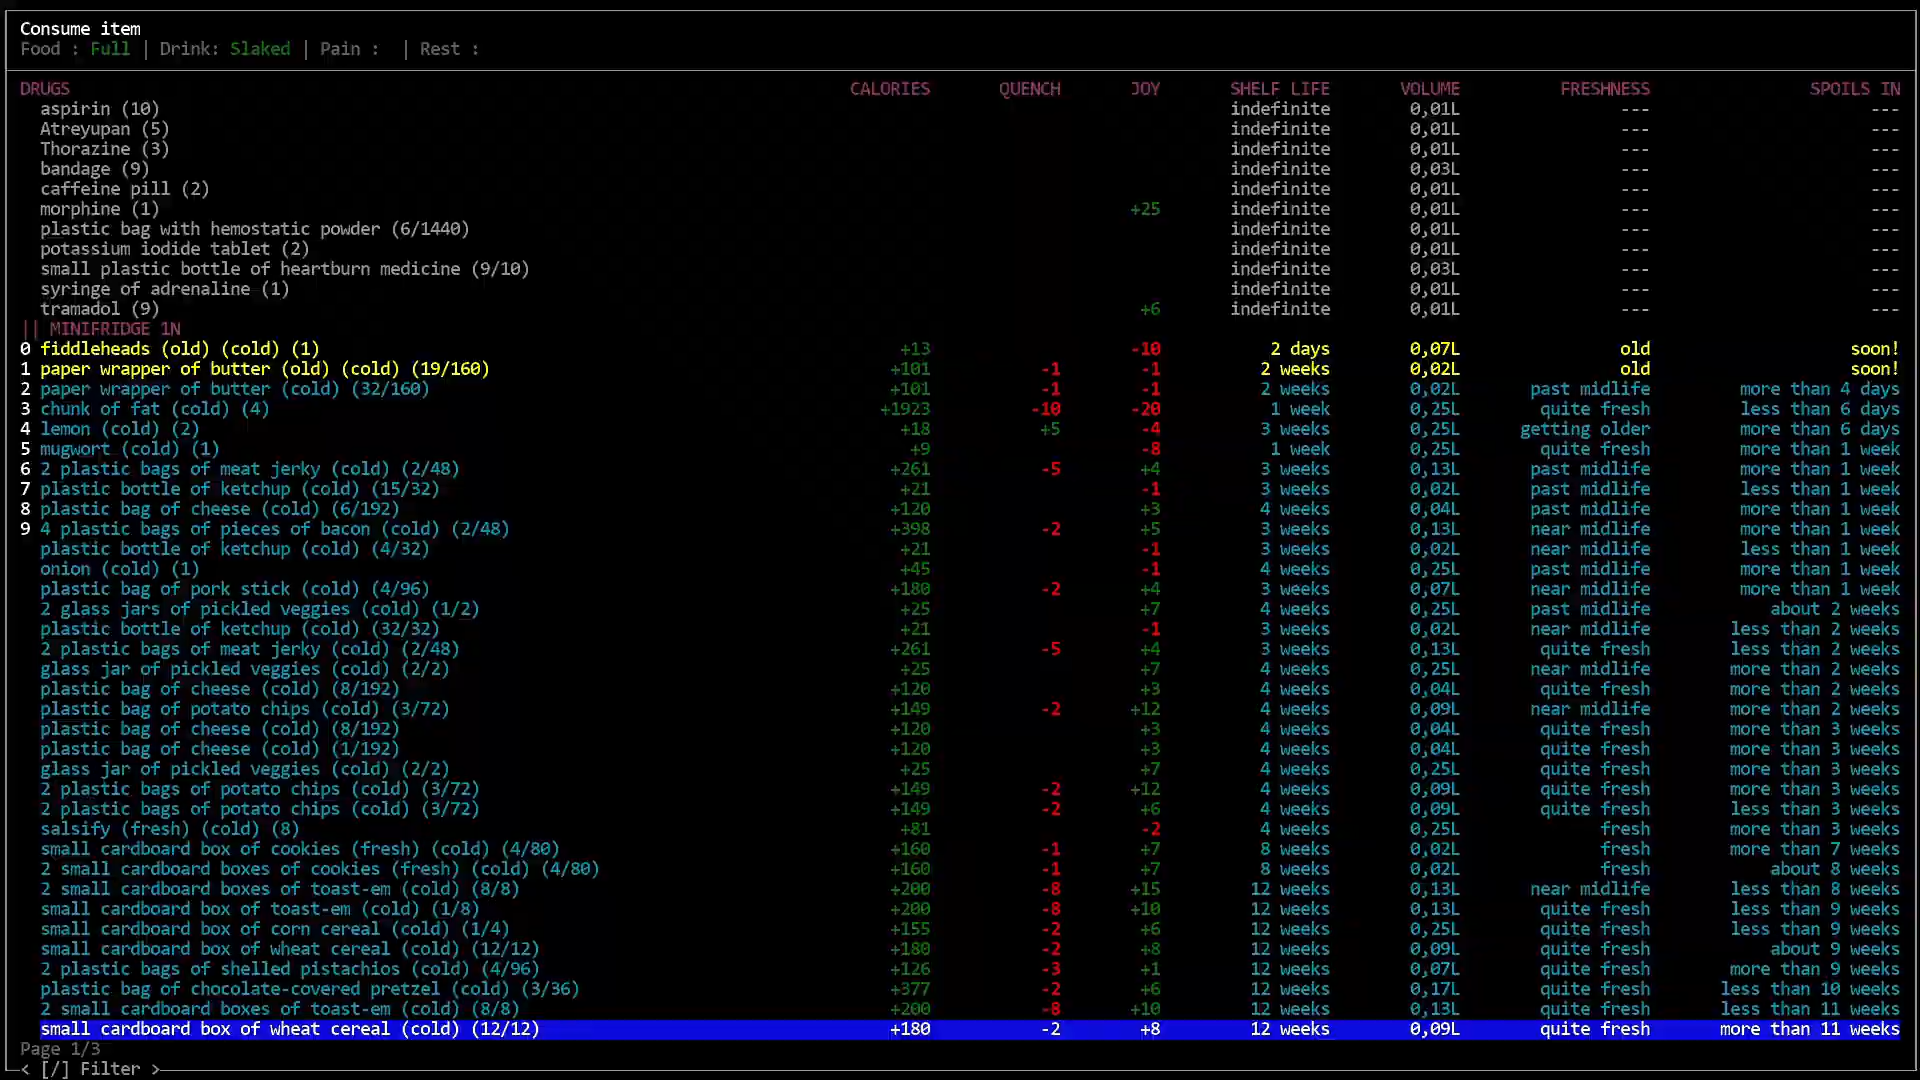 Consume item
Food : Full | Drink: Slaked | Pain :  | Rest :
DRUGS CALORIES QUENCH JOY SHELF LIFE VOLUME FRESHNESS SPOILS IN
aspirin (10) indefinite 0,01L --- ---
Atreyupan (5) indefinite 0,01L --- ---
Thorazine (3) indefinite 0,01L --- ---
bandage (9) indefinite 0,03L --- ---
caffeine pill (2) indefinite 0,01L --- ---
morphine (1) +25 indefinite 0,01L --- ---
plastic bag with hemostatic powder (6/1440) indefinite 0,01L --- ---
potassium iodide tablet (2) indefinite 0,01L --- ---
small plastic bottle of heartburn medicine (9/10) indefinite 0,03L --- ---
syringe of adrenaline (1) indefinite 0,01L --- ---
tramadol (9) +6 indefinite 0,01L --- ---
|| MINIFRIDGE 1N
0 fiddleheads (old) (cold) (1) +13 -10 2 days 0,07L old soon!
1 paper wrapper of butter (old) (cold) (19/160) +101 -1 -1 2 weeks 0,02L old soon!
2 paper wrapper of butter (cold) (32/160) +101 -1 -1 2 weeks 0,02L past midlife more than 4 days
3 chunk of fat (cold) (4) +1923 -10 -20 1 week 0,25L quite fresh less than 6 days
4 lemon (cold) (2) +18 +5 -4 3 weeks 0,25L getting older more than 6 days
5 mugwort (cold) (1) +9 -8 1 week 0,25L quite fresh more than 1 week
6 2 plastic bags of meat jerky (cold) (2/48) +261 -5 +4 3 weeks 0,13L past midlife more than 1 week
7 plastic bottle of ketchup (cold) (15/32) +21 -1 3 weeks 0,02L past midlife less than 1 week
8 plastic bag of cheese (cold) (6/192) +120 +3 4 weeks 0,04L past midlife more than 1 week
9 4 plastic bags of pieces of bacon (cold) (2/48) +398 -2 +5 3 weeks 0,13L near midlife more than 1 week
plastic bottle of ketchup (cold) (4/32) +21 -1 3 weeks 0,02L near midlife less than 1 week
onion (cold) (1) +45 -1 4 weeks 0,25L past midlife more than 1 week
plastic bag of pork stick (cold) (4/96) +180 -2 +4 3 weeks 0,07L near midlife more than 1 week
2 glass jars of pickled veggies (cold) (1/2) +25 +7 4 weeks 0,25L past midlife about 2 weeks
plastic bottle of ketchup (cold) (32/32) +21 -1 3 weeks 0,02L near midlife less than 2 weeks
2 plastic bags of meat jerky (cold) (2/48) +261 -5 +4 3 weeks 0,13L quite fresh less than 2 weeks
glass jar of pickled veggies (cold) (2/2) +25 +7 4 weeks 0,25L near midlife more than 2 weeks
plastic bag of cheese (cold) (8/192) +120 +3 4 weeks 0,04L quite fresh more than 2 weeks
plastic bag of potato chips (cold) (3/72) +149 -2 +12 4 weeks 0,09L near midlife more than 2 weeks
plastic bag of cheese (cold) (8/192) +120 +3 4 weeks 0,04L quite fresh more than 3 weeks
plastic bag of cheese (cold) (1/192) +120 +3 4 weeks 0,04L quite fresh more than 3 weeks
glass jar of pickled veggies (cold) (2/2) +25 +7 4 weeks 0,25L quite fresh more than 3 weeks
2 plastic bags of potato chips (cold) (3/72) +149 -2 +12 4 weeks 0,09L quite fresh more than 3 weeks
2 plastic bags of potato chips (cold) (3/72) +149 -2 +6 4 weeks 0,09L quite fresh less than 3 weeks
salsify (fresh) (cold) (8) +81 -2 4 weeks 0,25L fresh more than 3 weeks
small cardboard box of cookies (fresh) (cold) (4/80) +160 -1 +7 8 weeks 0,02L fresh more than 7 weeks
2 small cardboard boxes of cookies (fresh) (cold) (4/80) +160 -1 +7 8 weeks 0,02L fresh about 8 weeks
2 small cardboard boxes of toast-em (cold) (8/8) +200 -8 +15 12 weeks 0,13L near midlife less than 8 weeks
small cardboard box of toast-em (cold) (1/8) +200 -8 +10 12 weeks 0,13L quite fresh less than 9 weeks
small cardboard box of corn cereal (cold) (1/4) +155 -2 +6 12 weeks 0,25L quite fresh less than 9 weeks
small cardboard box of wheat cereal (cold) (12/12) +180 -2 +8 12 weeks 0,09L quite fresh about 9 weeks
2 plastic bags of shelled pistachios (cold) (4/96) +126 -3 +1 12 weeks 0,07L quite fresh more than 9 weeks
plastic bag of chocolate-covered pretzel (cold) (3/36) +377 -2 +6 12 weeks 0,17L quite fresh less than 10 weeks
2 small cardboard boxes of toast-em (cold) (8/8) +200 -8 +10 12 weeks 0,13L quite fresh less than 11 weeks
small cardboard box of wheat cereal (cold) (12/12) +180 -2 +8 12 weeks 0,09L quite fresh more than 11 weeks
Page 1/3
< [/] Filter >